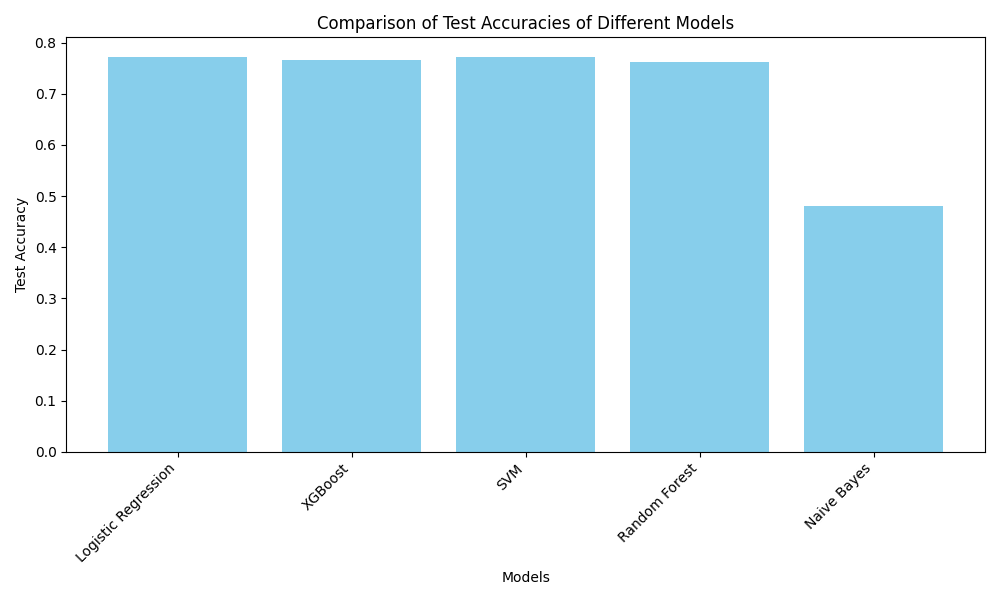 Comparison of Test Accuracies of Different Models
Test Accuracy
0.8
0.7
0.6
0.5
0.4
0.3
0.2
0.1
0.0
Logistic Regression
XGBoost
SVM
Random Forest
Naive Bayes
Models